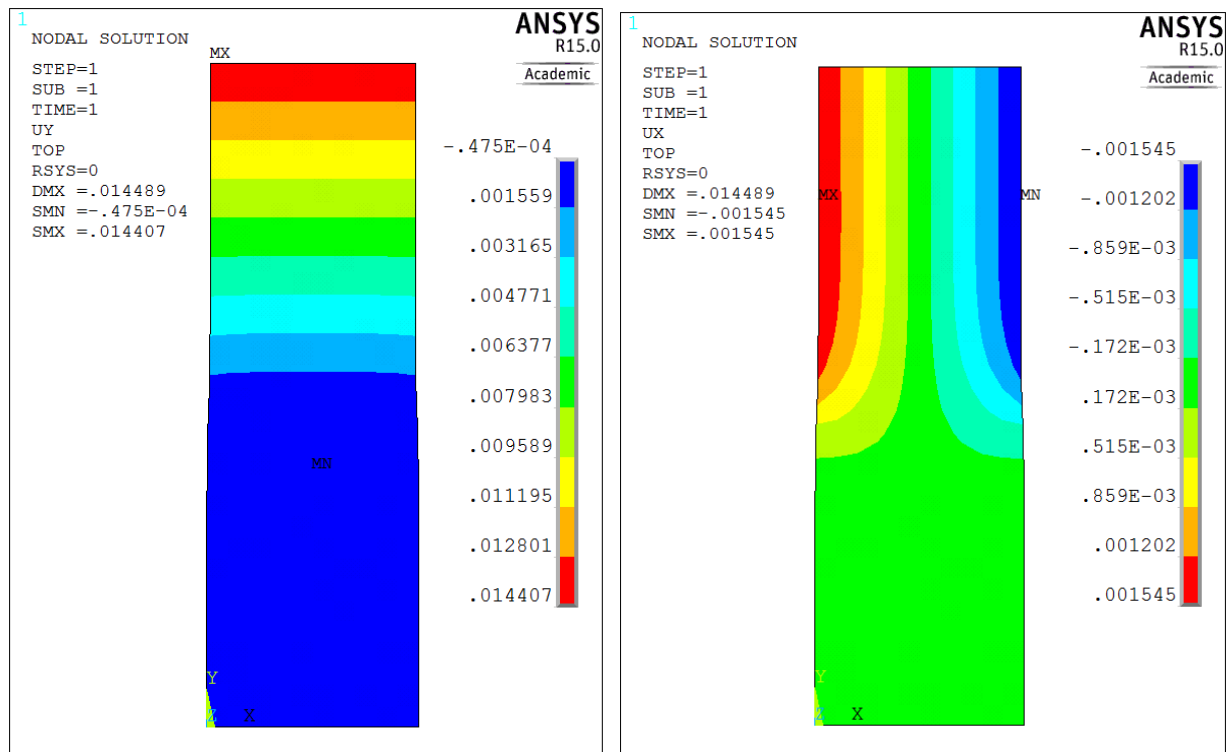 1
ANSYS
R15.0
Academic
NODAL SOLUTION
STEP=1
SUB =1
TIME=1
UY
TOP
RSYS=0
DMX =.014489
SMN =-.475E-04
SMX =.014407
MX
MN
Y
Z
X
-.475E-04
.001559
.003165
.004771
.006377
.007983
.009589
.011195
.012801
.014407
1
ANSYS
R15.0
Academic
NODAL SOLUTION
STEP=1
SUB =1
TIME=1
UX
TOP
RSYS=0
DMX =.014489
SMN =-.001545
SMX =.001545
MX
MN
Y
Z
X
-.001545
-.001202
-.859E-03
-.515E-03
-.172E-03
.172E-03
.515E-03
.859E-03
.001202
.001545